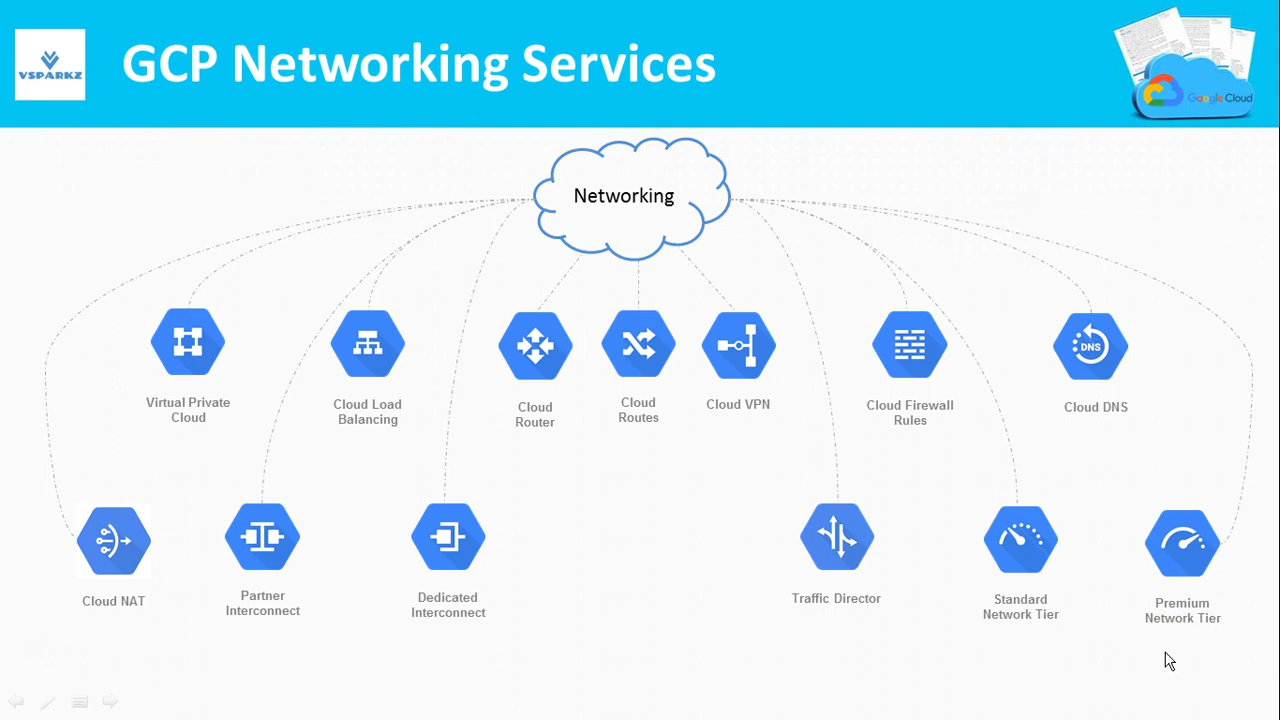 VSPARKZ
GCP Networking Services
Google Cloud
Networking
Virtual Private
Cloud
Cloud Load
Balancing
Cloud
Router
Cloud
Routes
Cloud VPN
Cloud Firewall
Rules
DNS
Cloud DNS
Cloud NAT
Partner
Interconnect
Dedicated
Interconnect
Traffic Director
Standard
Network Tier
Premium
Network Tier